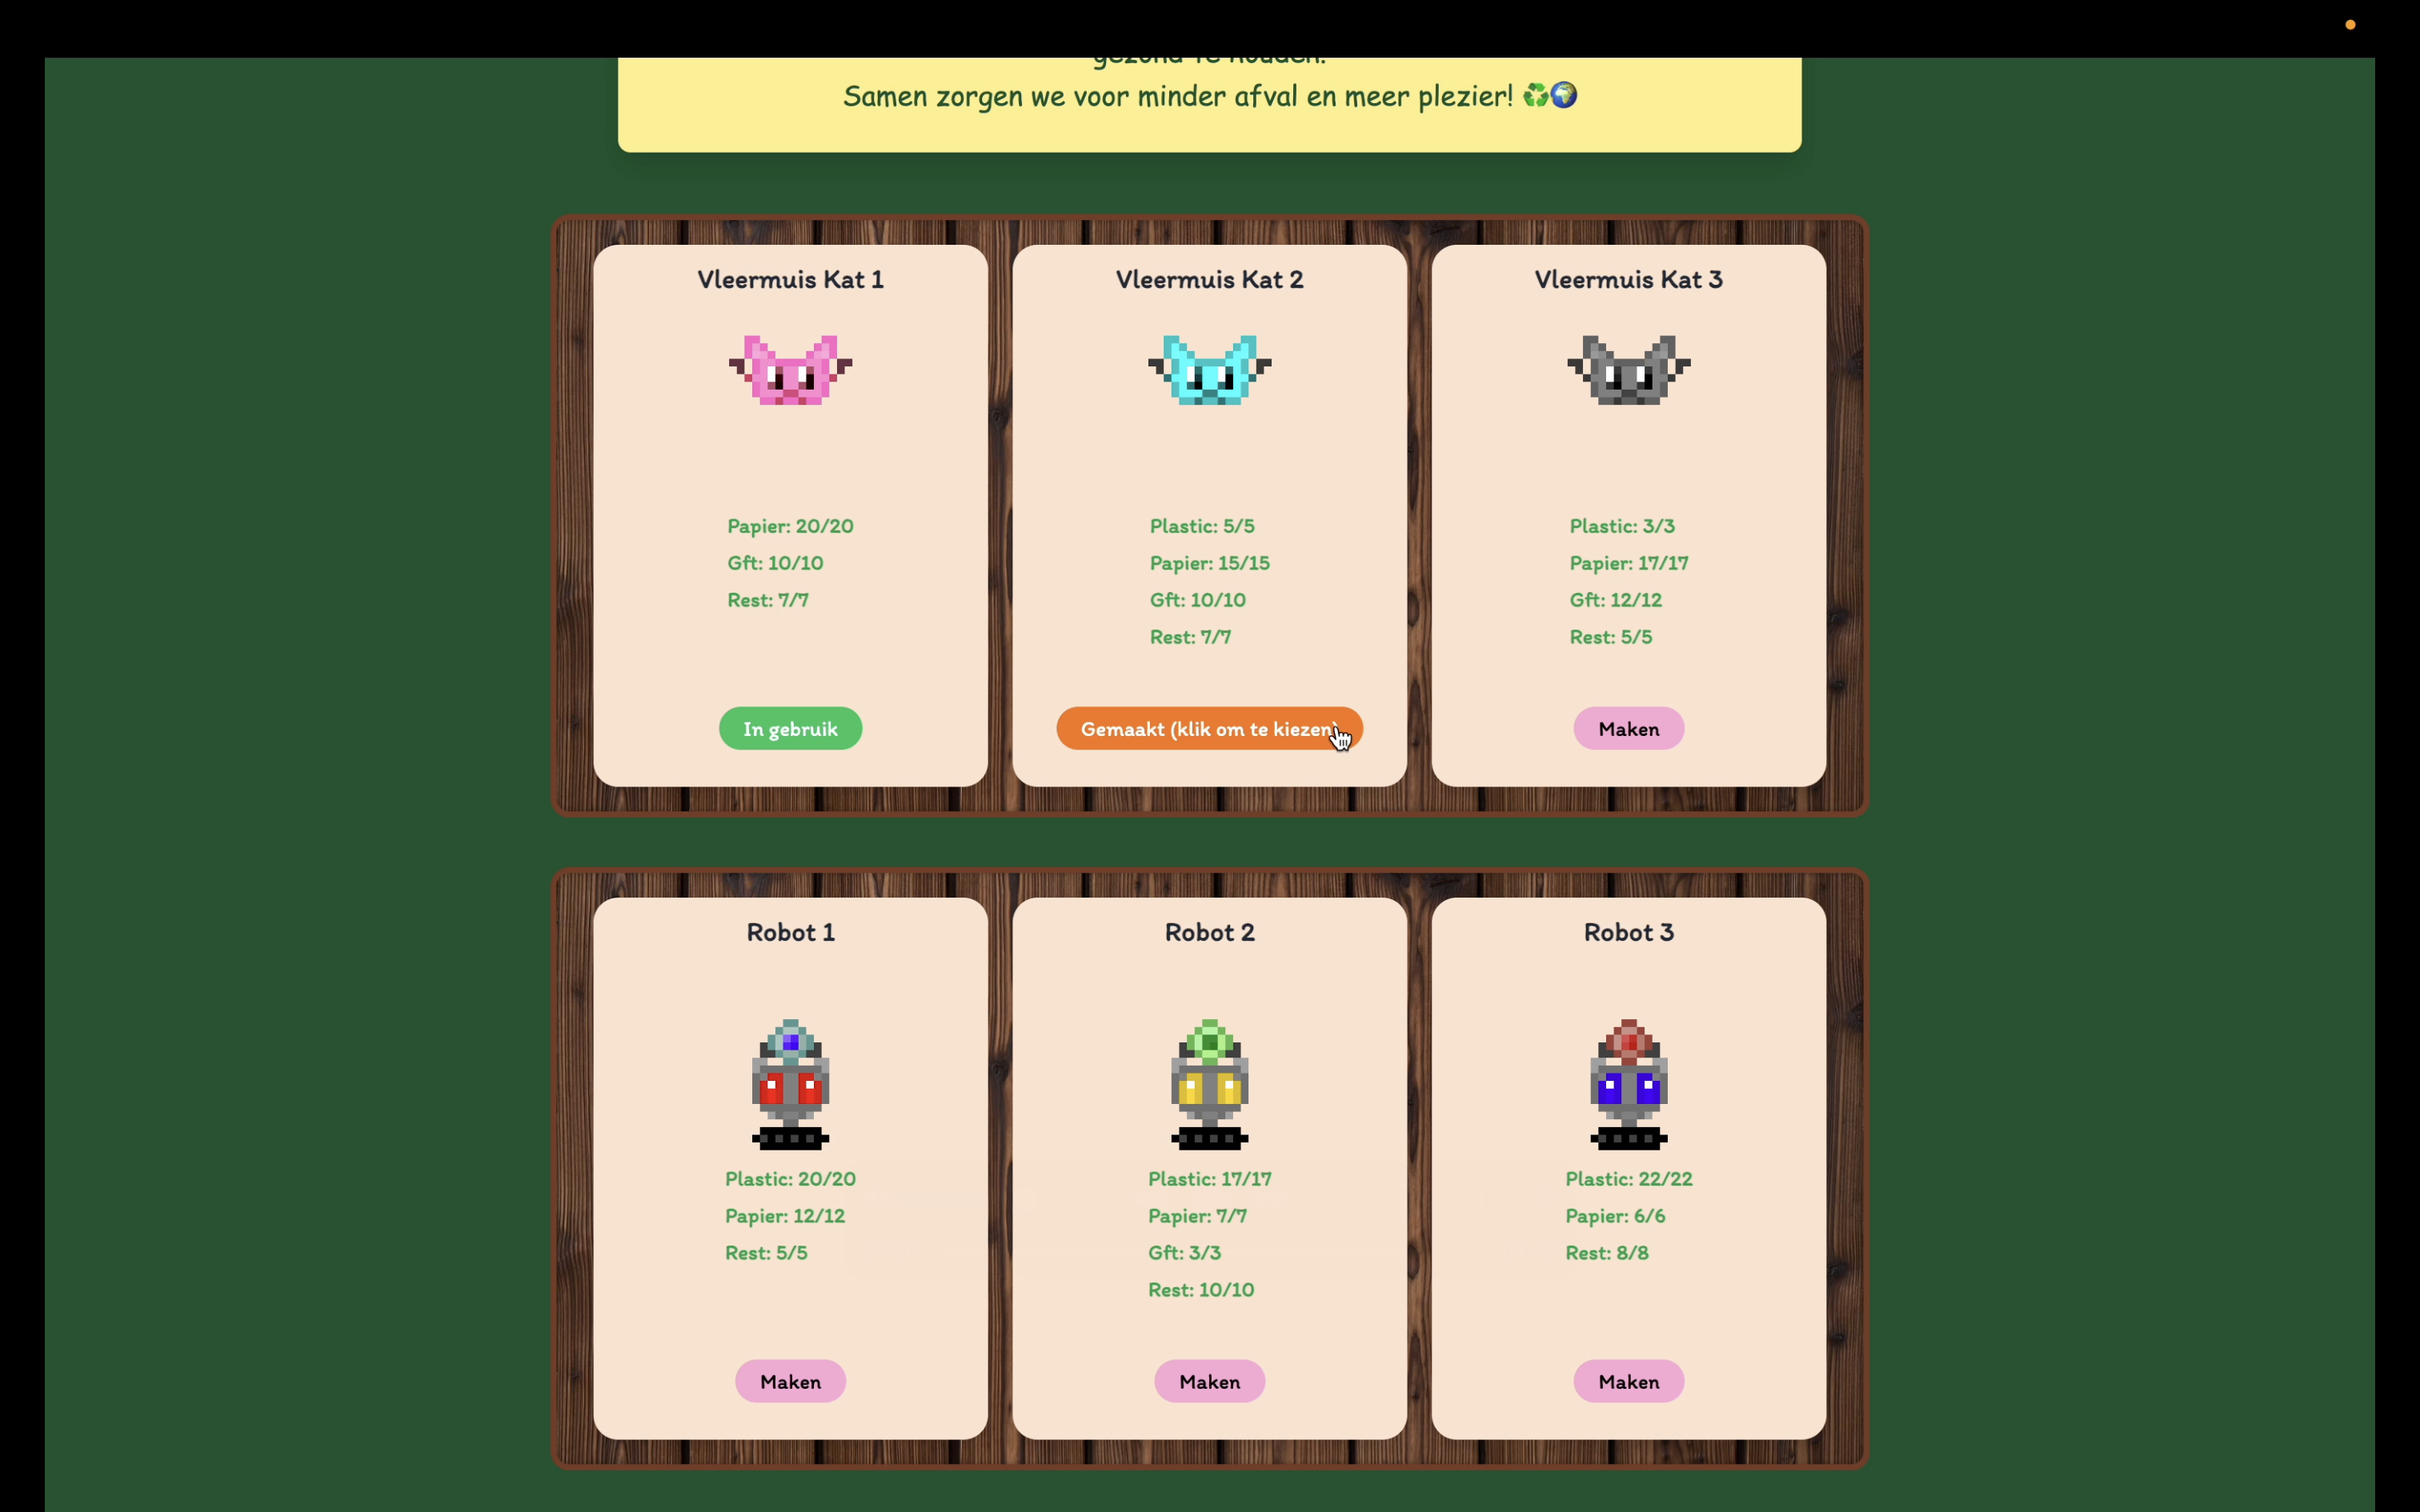 gezond te houden.
Samen zorgen we voor minder afval en meer plezier! ♻️🌍
Vleermuis Kat 1
Papier: 20/20
Gft: 10/10
Rest: 7/7
In gebruik
Vleermuis Kat 2
Plastic: 5/5
Papier: 15/15
Gft: 10/10
Rest: 7/7
Gemaakt (klik om te kiezen)
Vleermuis Kat 3
Plastic: 3/3
Papier: 17/17
Gft: 12/12
Rest: 5/5
Maken
Robot 1
Plastic: 20/20
Papier: 12/12
Rest: 5/5
Maken
Robot 2
Plastic: 17/17
Papier: 7/7
Gft: 3/3
Rest: 10/10
Maken
Robot 3
Plastic: 22/22
Papier: 6/6
Rest: 8/8
Maken